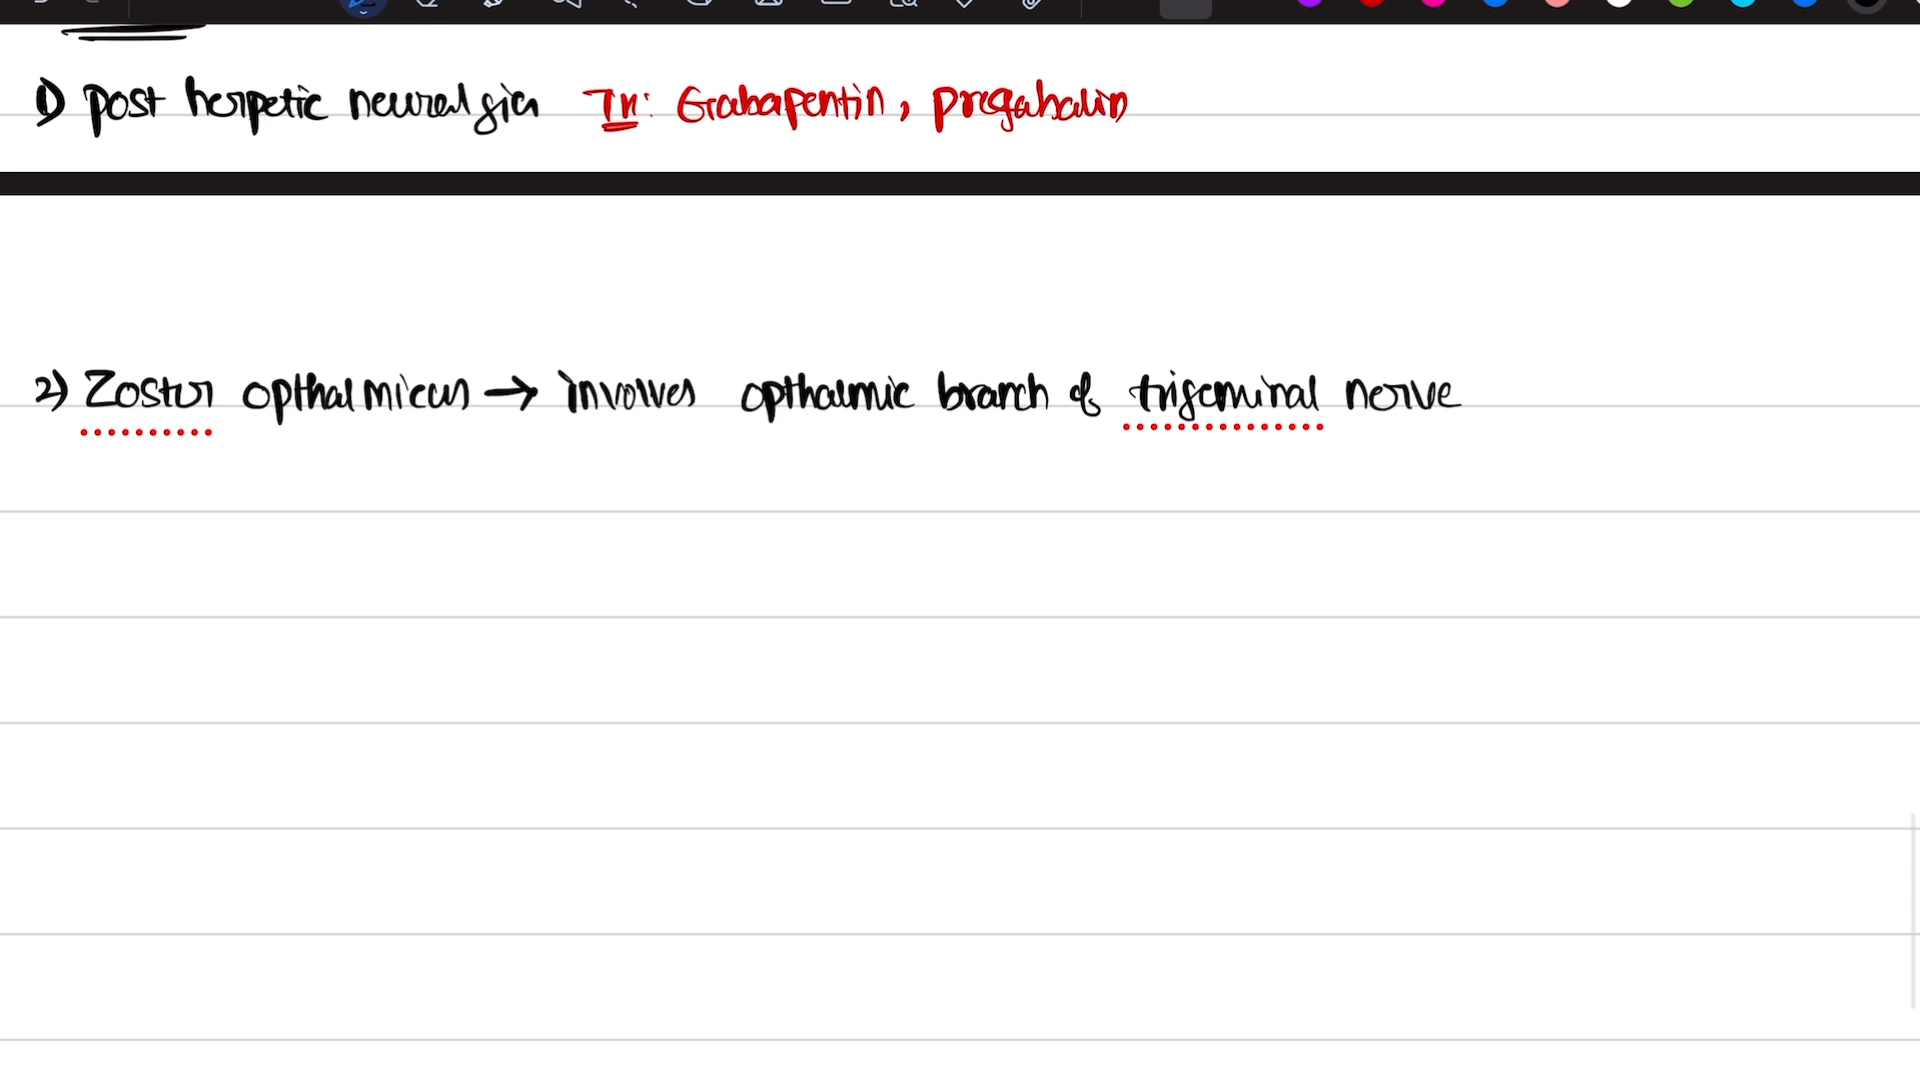 1) post herpetic neuralgia Tx: Gabapentin, pregabalin
2) Zoster opthalmicus → involves opthalmic branch of trigeminal nerve